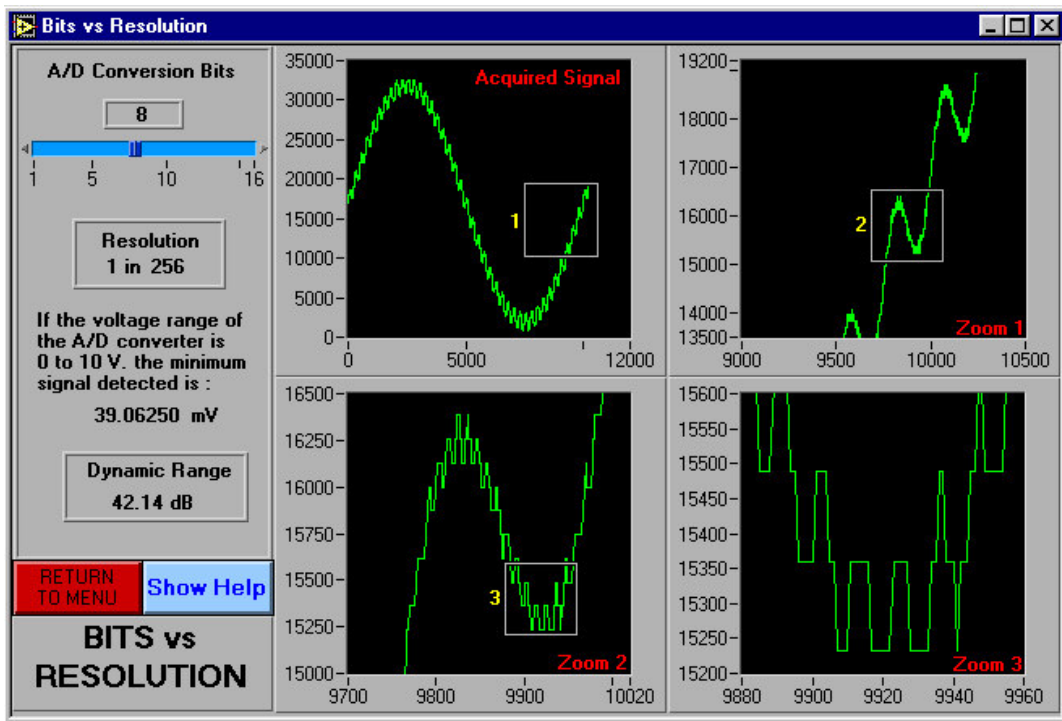 Bits vs Resolution
A/D Conversion Bits
8
1 5 10 16
Resolution
1 in 256
If the voltage range of
the A/D converter is
0 to 10 V. the minimum
signal detected is :
39.06250 mV
Dynamic Range
42.14 dB
RETURN
TO MENU
Show Help
BITS vs
RESOLUTION
35000
30000
25000
20000
15000
10000
5000
0
0 5000 12000
Acquired Signal
1
19200
18000
17000
16000
15000
14000
13500
9000 9500 10000 10500
2
Zoom 1
16500
16250
16000
15750
15500
15250
15000
9700 9800 9900 10020
3
Zoom 2
15600
15550
15500
15450
15400
15350
15300
15250
15200
9880 9900 9920 9940 9960
Zoom 3